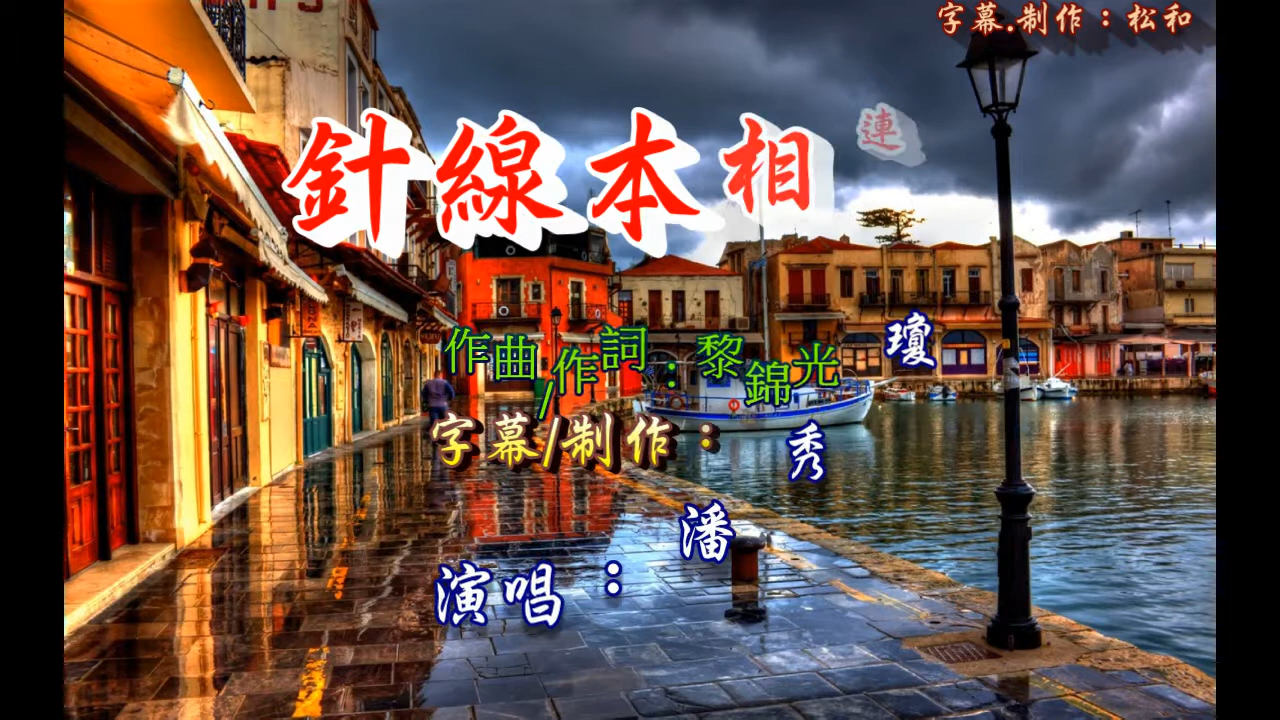 字幕.制作：松和
針線本相連
作曲/作詞：黎錦光
字幕/制作：
演唱：潘秀瓊